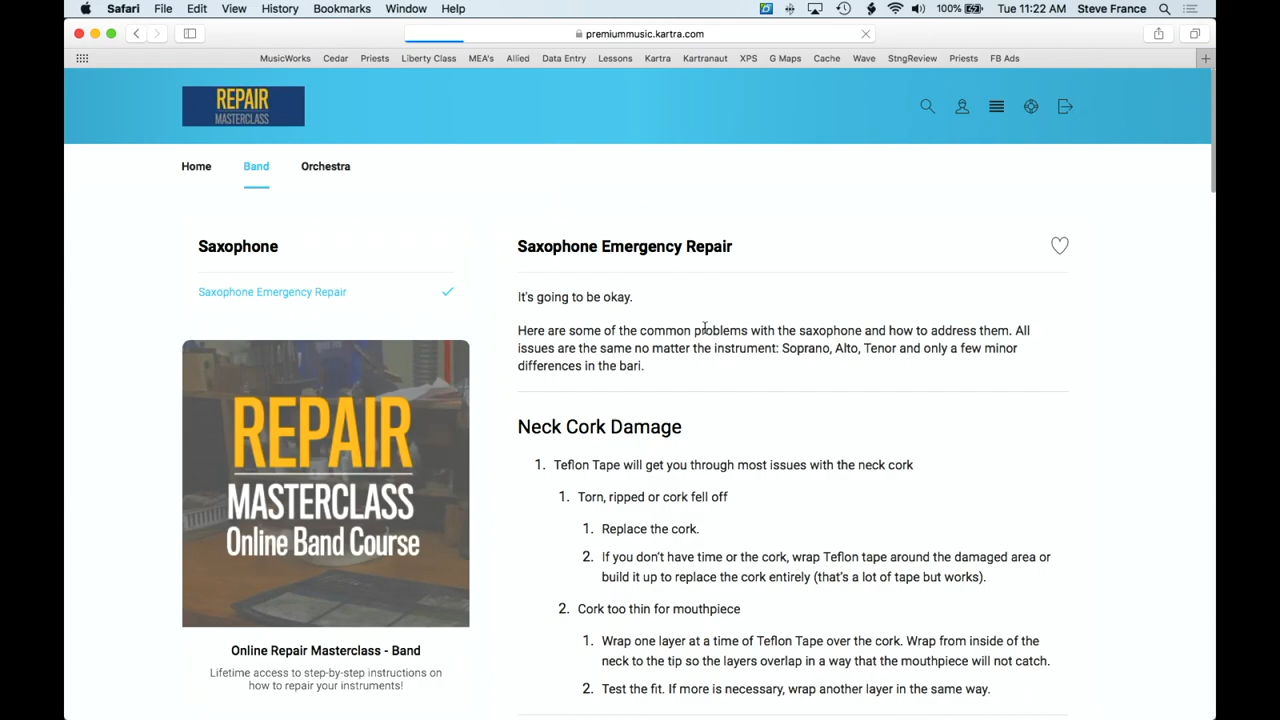 Safari File Edit View History Bookmarks Window Help 100% Tue 11:22 AM Steve France
premiummusic.kartra.com
MusicWorks Cedar Priests Liberty Class MEA's Allied Data Entry Lessons Kartra Kartranaut XPS G Maps Cache Wave StngReview Priests FB Ads
REPAIR
MASTERCLASS
Home Band Orchestra
Saxophone
Saxophone Emergency Repair
REPAIR
MASTERCLASS
Online Band Course
Online Repair Masterclass - Band
Lifetime access to step-by-step instructions on
how to repair your instruments!
Saxophone Emergency Repair
It's going to be okay.
Here are some of the common problems with the saxophone and how to address them. All
issues are the same no matter the instrument: Soprano, Alto, Tenor and only a few minor
differences in the bari.
Neck Cork Damage
1. Teflon Tape will get you through most issues with the neck cork
1. Torn, ripped or cork fell off
1. Replace the cork.
2. If you don't have time or the cork, wrap Teflon tape around the damaged area or
build it up to replace the cork entirely (that's a lot of tape but works).
2. Cork too thin for mouthpiece
1. Wrap one layer at a time of Teflon Tape over the cork. Wrap from inside of the
neck to the tip so the layers overlap in a way that the mouthpiece will not catch.
2. Test the fit. If more is necessary, wrap another layer in the same way.